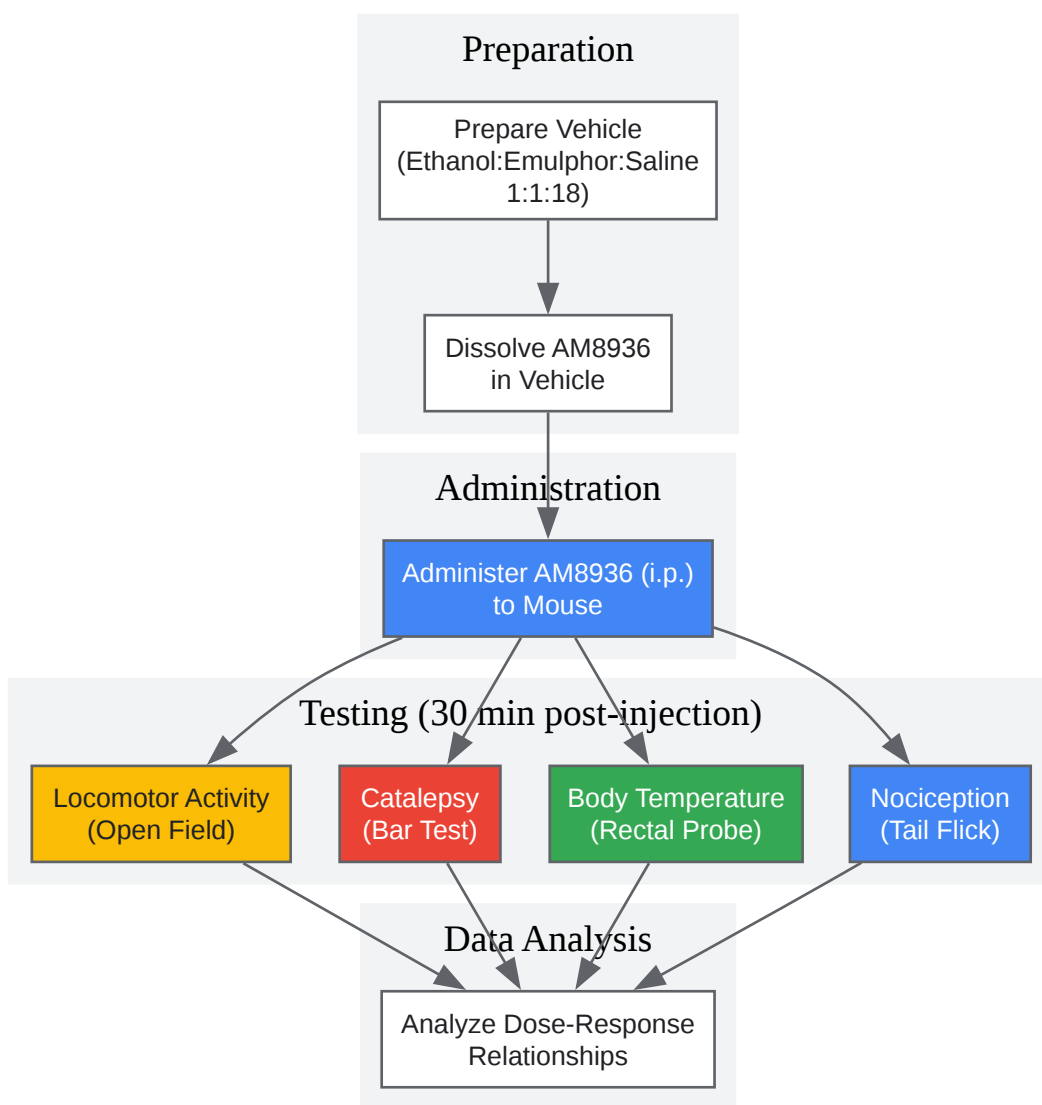 Preparation
Prepare Vehicle
(Ethanol:Emulphor:Saline
1:1:18)
Dissolve AM8936
in Vehicle
Administration
Administer AM8936 (i.p.)
to Mouse
Testing (30 min post-injection)
Locomotor Activity
(Open Field)
Catalepsy
(Bar Test)
Body Temperature
(Rectal Probe)
Nociception
(Tail Flick)
Data Analysis
Analyze Dose-Response
Relationships